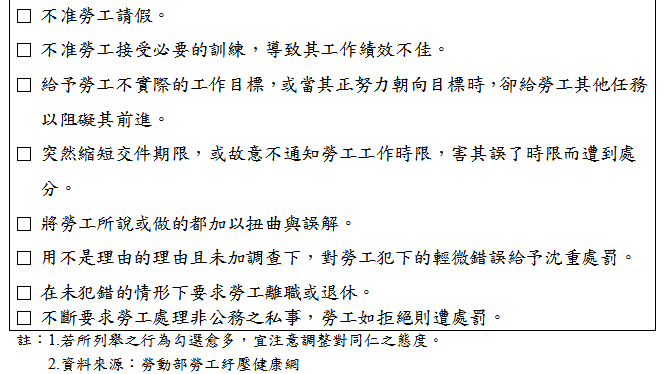 □ 不准勞工請假。
□ 不准勞工接受必要的訓練，導致其工作績效不佳。
□ 給予勞工不實際的工作目標，或當其正努力朝向目標時，卻給勞工其他任務
以阻礙其前進。
□ 突然縮短交件期限，或故意不通知勞工工作時限，害其誤了時限而遭到處
分。
□ 將勞工所說或做的都加以扭曲與誤解。
□ 用不是理由的理由且未加調查下，對勞工犯下的輕微錯誤給予沈重處罰。
□ 在未犯錯的情形下要求勞工離職或退休。
□ 不斷要求勞工處理非公務之私事，勞工如拒絕則遭處罰。
註：1.若所列舉之行為勾選愈多，宜注意調整對同仁之態度。
2.資料來源：勞動部勞工紓壓健康網